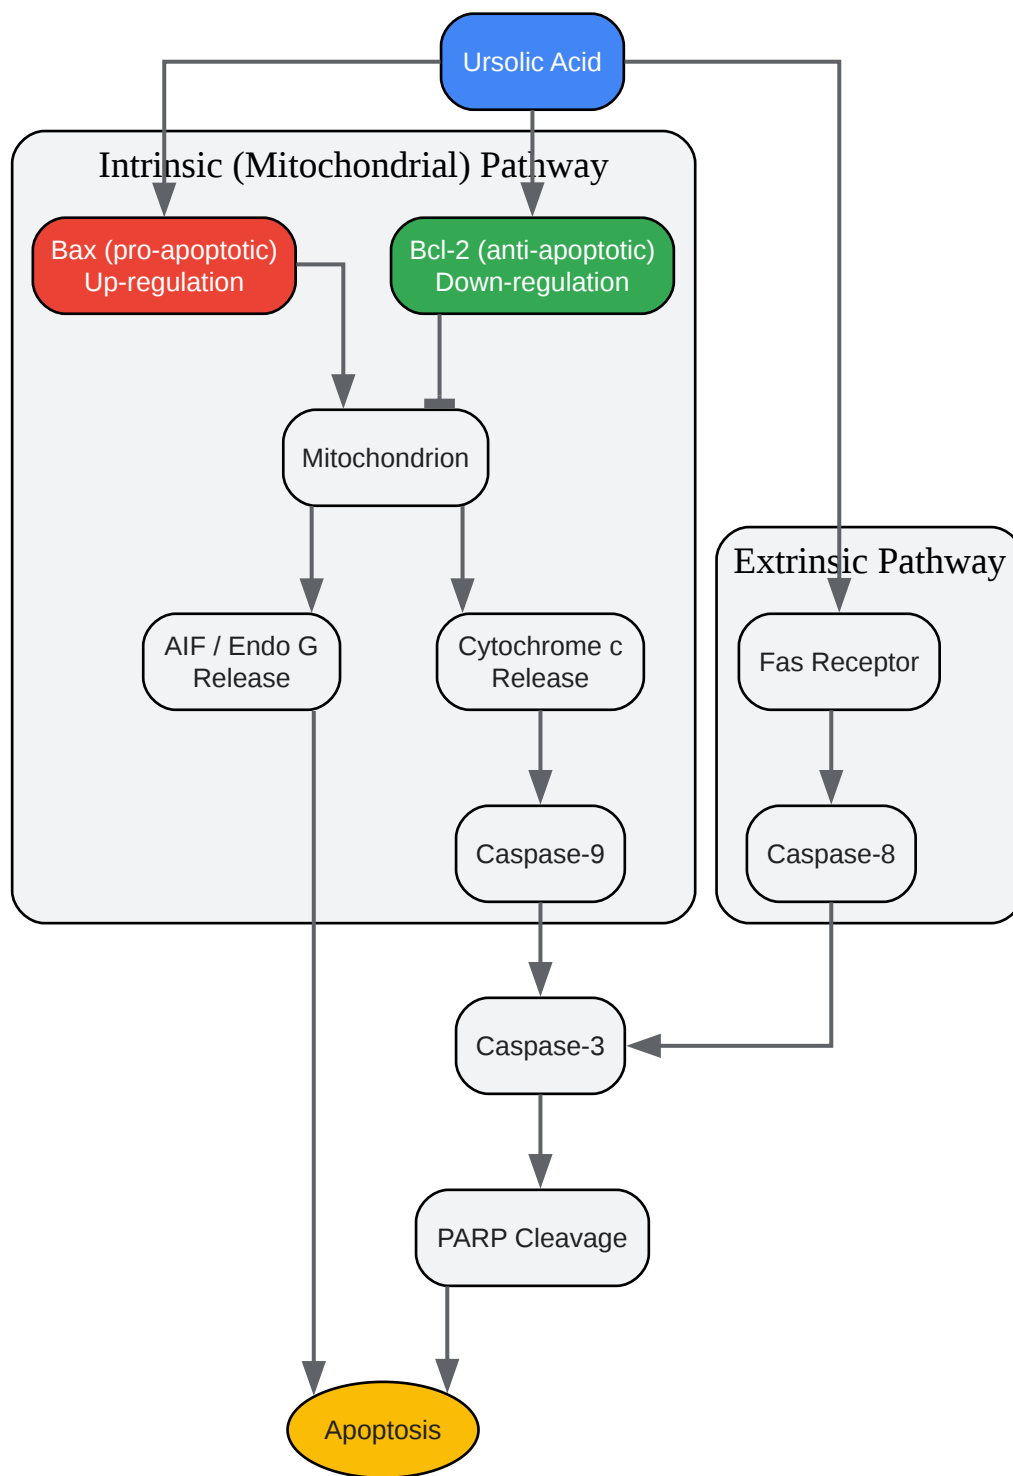 Ursolic Acid
Intrinsic (Mitochondrial) Pathway
Bax (pro-apoptotic)
Up-regulation
Bcl-2 (anti-apoptotic)
Down-regulation
Mitochondrion
Extrinsic Pathway
AIF / Endo G
Release
Cytochrome c
Release
Fas Receptor
Caspase-9
Caspase-8
Caspase-3
PARP Cleavage
Apoptosis